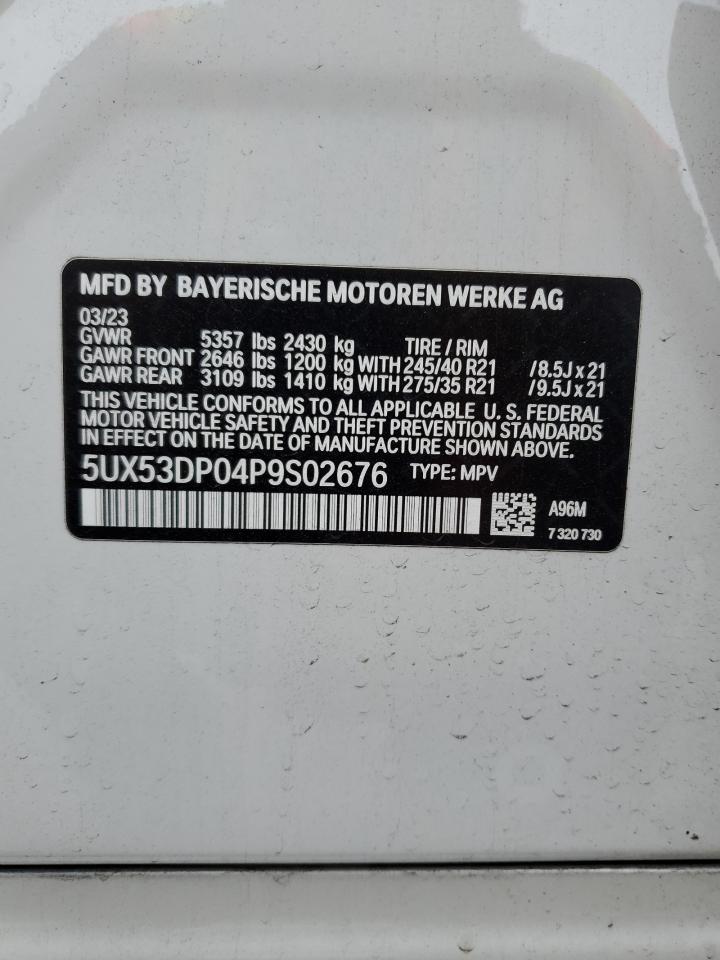 MFD BY BAYERISCHE MOTOREN WERKE AG
03/23
GVWR 5357 lbs 2430 kg TIRE / RIM
GAWR FRONT 2646 lbs 1200 kg WITH 245/40 R21 /8.5J x 21
GAWR REAR 3109 lbs 1410 kg WITH 275/35 R21 /9.5J x 21
THIS VEHICLE CONFORMS TO ALL APPLICABLE U. S. FEDERAL
MOTOR VEHICLE SAFETY AND THEFT PREVENTION STANDARDS
IN EFFECT ON THE DATE OF MANUFACTURE SHOWN ABOVE.
5UX53DP04P9S02676 TYPE: MPV
A96M
7 320 730